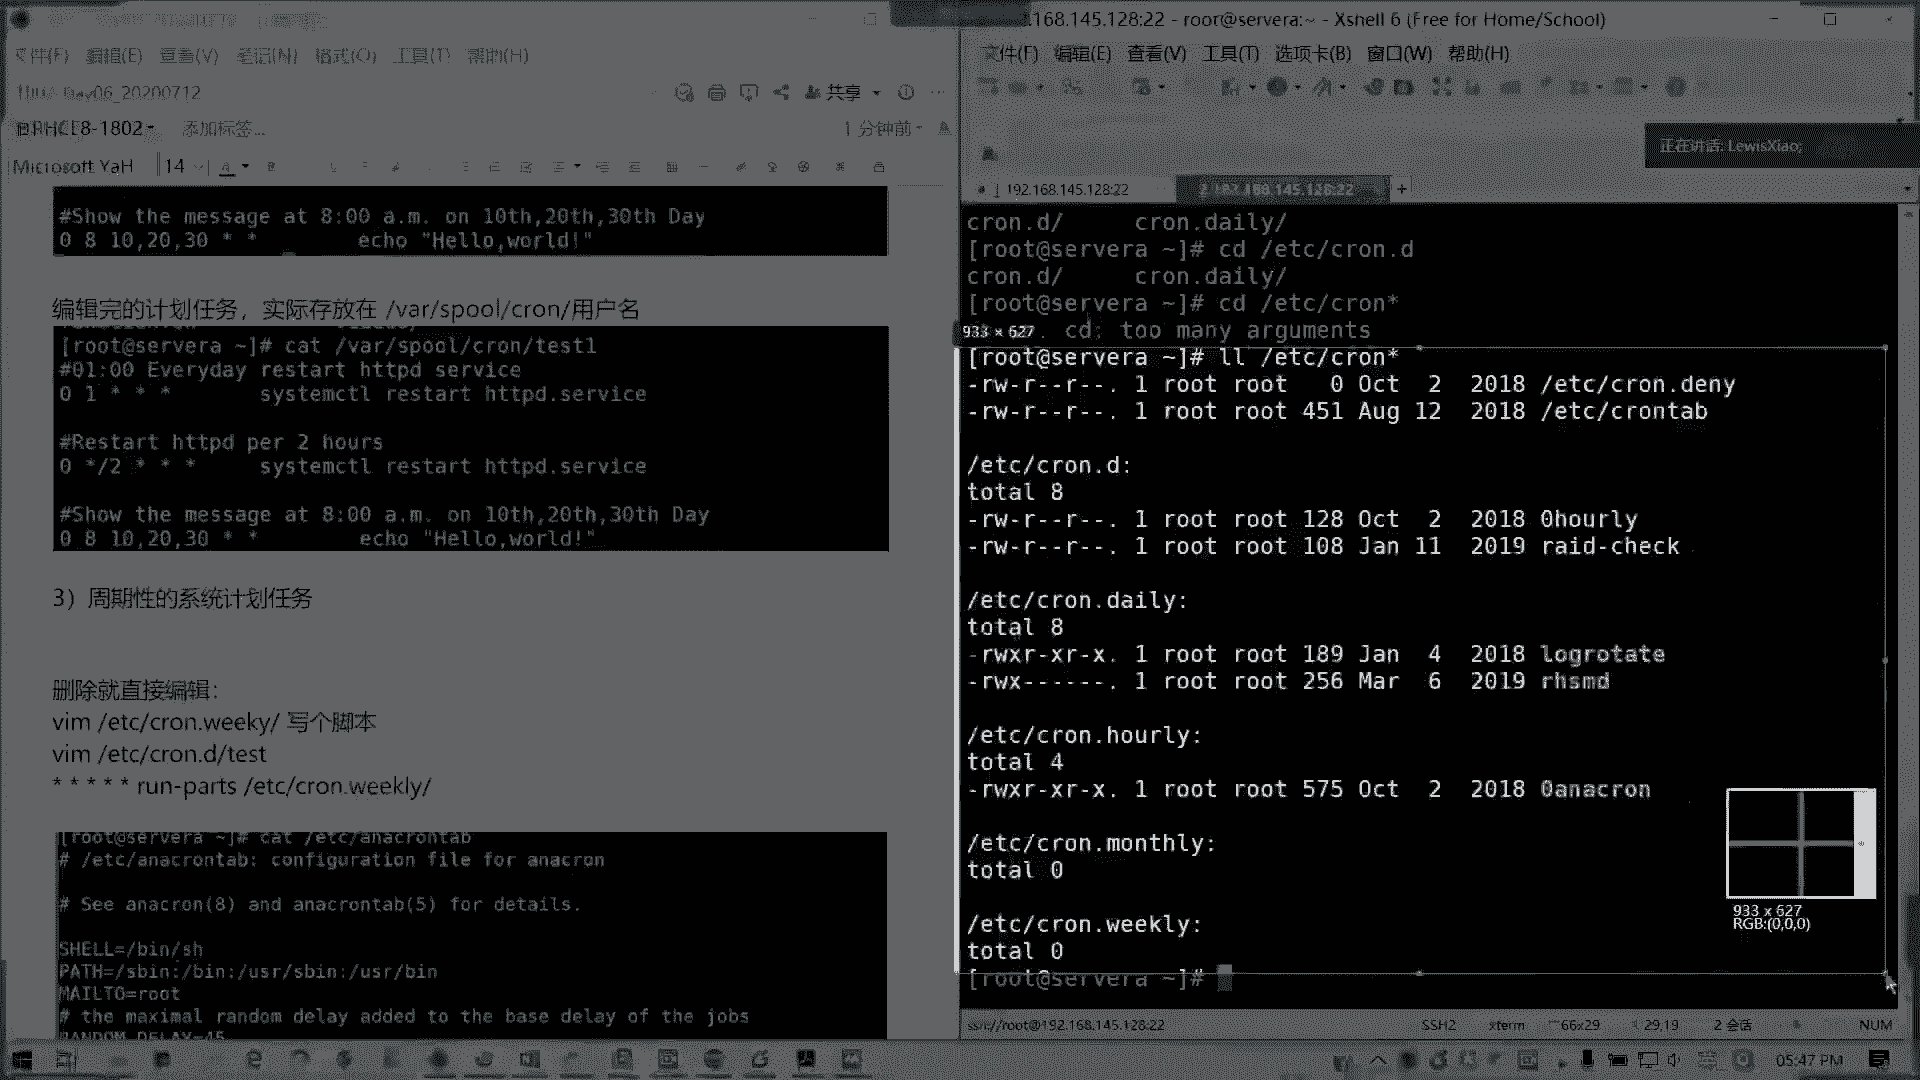 文件(F) 编辑(E) 查看(V) 笔记(N) 格式(O) 工具(T) 帮助(H)
Day06_20200712
共享
RHCE8-1802
添加标签...
1 分钟前
Microsoft YaH
14
#Show the message at 8:00 a.m. on 10th,20th,30th Day
0 8 10,20,30 * * echo "Hello,world!"
编辑完的计划任务，实际存放在 /var/spool/cron/用户名
[root@servera ~]# cat /var/spool/cron/test1
#01:00 Everyday restart httpd service
0 1 * * * systemctl restart httpd.service
#Restart httpd per 2 hours
0 */2 * * * systemctl restart httpd.service
#Show the message at 8:00 a.m. on 10th,20th,30th Day
0 8 10,20,30 * * echo "Hello,world!"
3）周期性的系统计划任务
删除就直接编辑：
vim /etc/cron.weeky/ 写个脚本
vim /etc/cron.d/test
* * * * * run-parts /etc/cron.weekly/
[root@servera ~]# cat /etc/anacrontab
# /etc/anacrontab: configuration file for anacron
# See anacron(8) and anacrontab(5) for details.
SHELL=/bin/sh
PATH=/sbin:/bin:/usr/sbin:/usr/bin
MAILTO=root
# the maximal random delay added to the base delay of the jobs
RANDOM_DELAY=45
.168.145.128:22 - root@servera:~ - Xshell 6 (Free for Home/School)
文件(F) 编辑(E) 查看(V) 工具(T) 选项卡(B) 窗口(W) 帮助(H)
正在讲话: LewisXiao;
1 192.168.145.128:22
2 192.168.145.128:22
+
cron.d/ cron.daily/
[root@servera ~]# cd /etc/cron.d
cron.d/ cron.daily/
[root@servera ~]# cd /etc/cron*
cd: too many arguments
933 × 627
[root@servera ~]# ll /etc/cron*
-rw-r--r--. 1 root root 0 Oct 2 2018 /etc/cron.deny
-rw-r--r--. 1 root root 451 Aug 12 2018 /etc/crontab
/etc/cron.d:
total 8
-rw-r--r--. 1 root root 128 Oct 2 2018 0hourly
-rw-r--r--. 1 root root 108 Jan 11 2019 raid-check
/etc/cron.daily:
total 8
-rwxr-xr-x. 1 root root 189 Jan 4 2018 logrotate
-rwx------. 1 root root 256 Mar 6 2019 rhsmd
/etc/cron.hourly:
total 4
-rwxr-xr-x. 1 root root 575 Oct 2 2018 0anacron
/etc/cron.monthly:
total 0
/etc/cron.weekly:
total 0
[root@servera ~]#
933 x 627
RGB:(0,0,0)
ssh://root@192.168.145.128:22
SSH2
xterm
66x29
29,19
2 会话
NUM
05:47 PM